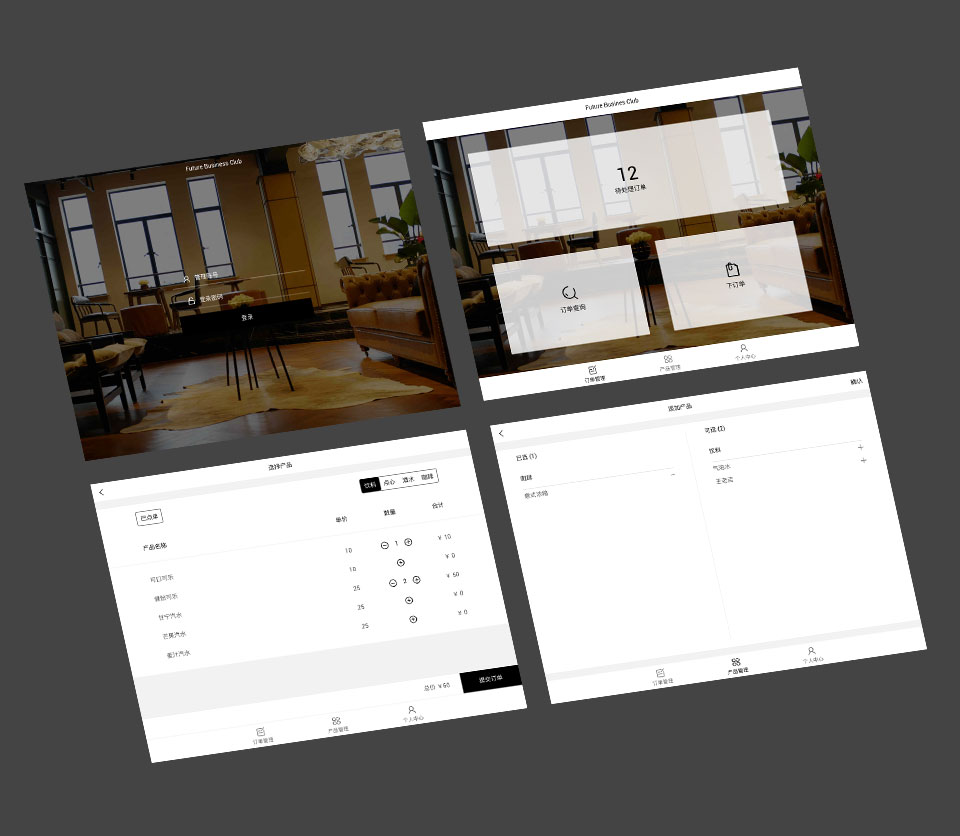 Future Business Club
管理账号
登录密码
登录
Future Busines Club
12
待处理订单
订单查询
下订单
订单管理
产品管理
个人中心
选择产品
饮料 点心 酒水 咖啡
已点单
产品名称 单价 数量 合计
可口可乐 10 1 ¥ 10
健怡可乐 10 ¥ 0
甘宁汽水 25 2 ¥ 50
芒果汽水 25 ¥ 0
姜汁汽水 25 ¥ 0
总价 ¥60
提交订单
订单管理
产品管理
个人中心
添加产品
确认
已选 (1)
咖啡
意式浓缩
可选 (2)
饮料
气泡水
王老吉
订单管理
产品管理
个人中心